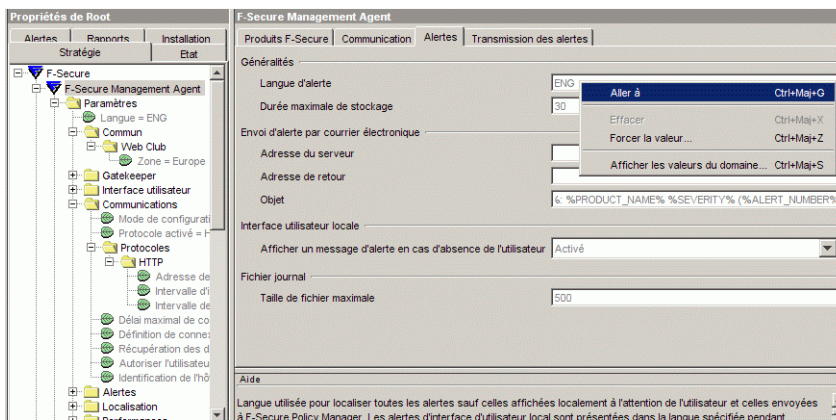 Propriétés de Root
Alertes Rapports Installation
Stratégie Etat
F-Secure
F-Secure Management Agent
Paramètres
Langue = ENG
Commun
Web Club
Zone = Europe
Gatekeeper
Interface utilisateur
Communications
Mode de configurati
Protocole activé = H
Protocoles
HTTP
Adresse de
Intervalle d'i
Intervalle de
Délai maximal de co
Définition de connex
Récupération des d
Autoriser l'utilisateu
Identification de l'hô
Alertes
Localisation
F-Secure Management Agent
Produits F-Secure Communication Alertes Transmission des alertes
Généralités
Langue d'alerte ENG
Durée maximale de stockage 30
Envoi d'alerte par courrier électronique
Adresse du serveur
Adresse de retour
Objet %: %PRODUCT_NAME% %SEVERITY% (%ALERT_NUMBER%
Interface utilisateur locale
Afficher un message d'alerte en cas d'absence de l'utilisateur Activé
Fichier journal
Taille de fichier maximale 500
Aller à Ctrl+Maj+G
Effacer Ctrl+Maj+X
Forcer la valeur... Ctrl+Maj+Z
Afficher les valeurs du domaine... Ctrl+Maj+S
Aide
Langue utilisée pour localiser toutes les alertes sauf celles affichées localement à l'attention de l'utilisateur et celles envoyées
à F-Secure Policy Manager. Les alertes d'interface d'utilisateur local sont présentées dans la langue spécifiée pendant